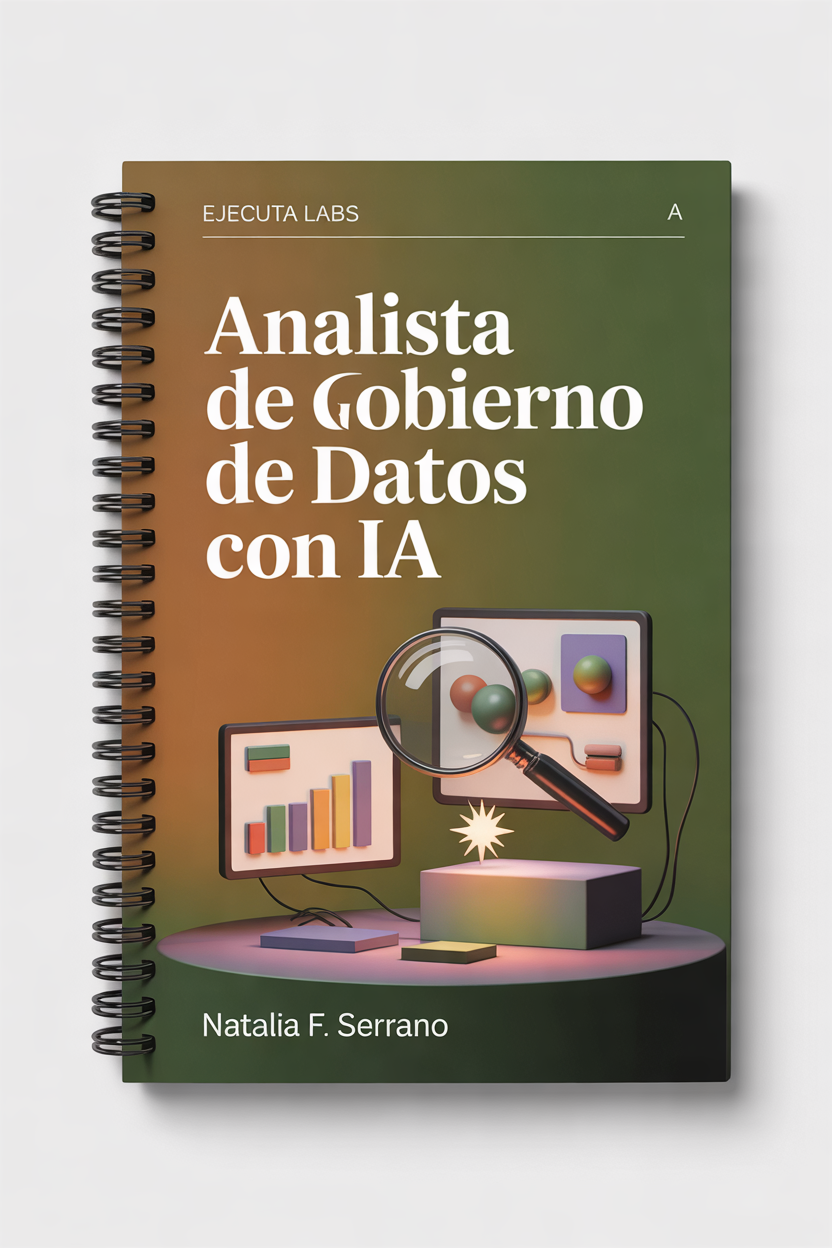 EJECUTA LABS
A
Analista
de Gobierno
de Datos
con IA
Natalia F. Serrano